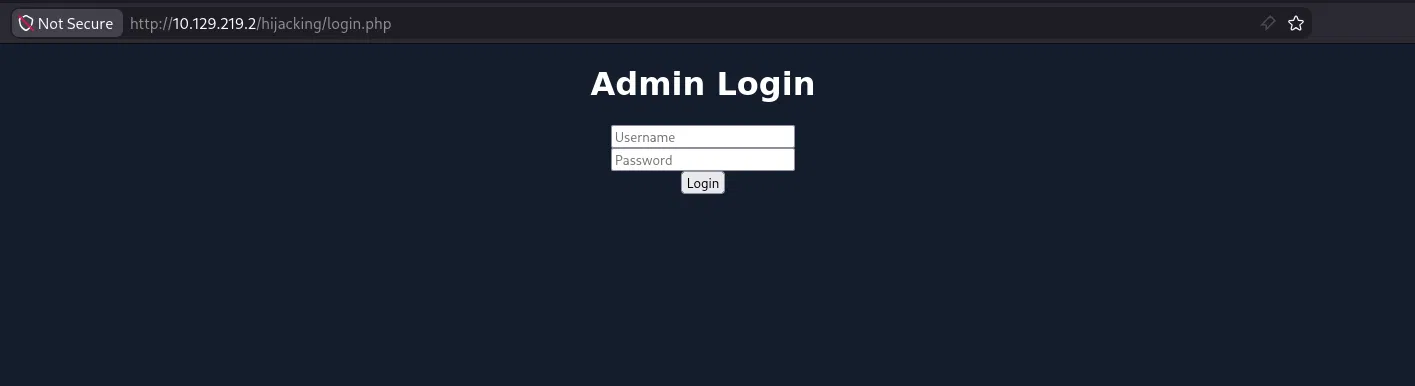 Not Secure http://10.129.219.2/hijacking/login.php
Admin Login
Username
Password
Login